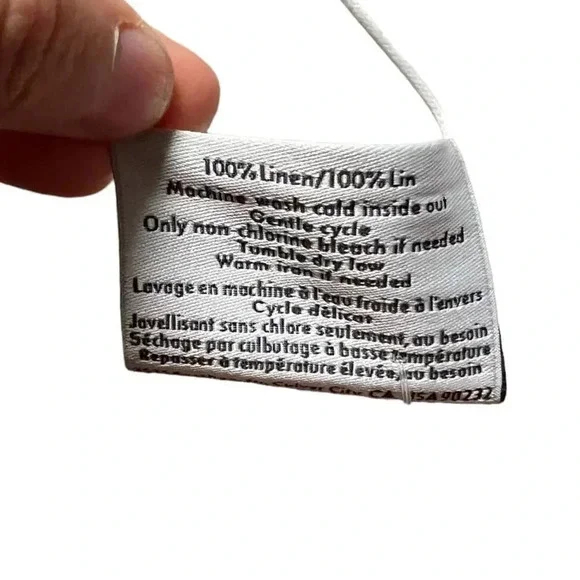 100% Linen/100% Lin
Machine wash cold inside out
Gentle cycle
Only non chlorine bleach if needed
Tumble dry low
Warm iron if needed
Lavage en machine à l'eau froide à l'envers
Cycle délicat
Javellisant sans chlore seulement, au besoin
Séchage par culbutage à basse température
Repasser à température élevée, au besoin
City, CA USA 90232